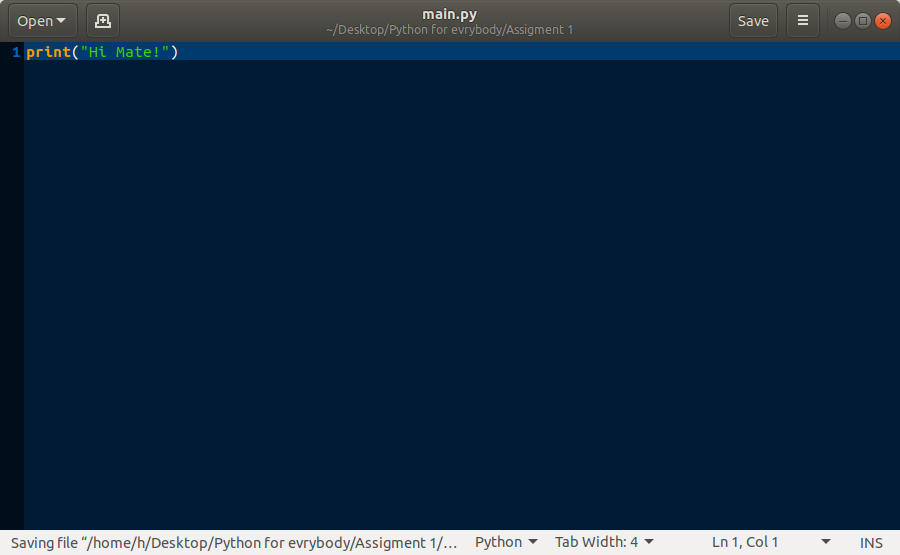 Open
main.py
~/Desktop/Python for evrybody/Assigment 1
Save
1 print("Hi Mate!")
Saving file “/home/h/Desktop/Python for evrybody/Assigment 1/… Python Tab Width: 4 Ln 1, Col 1 INS